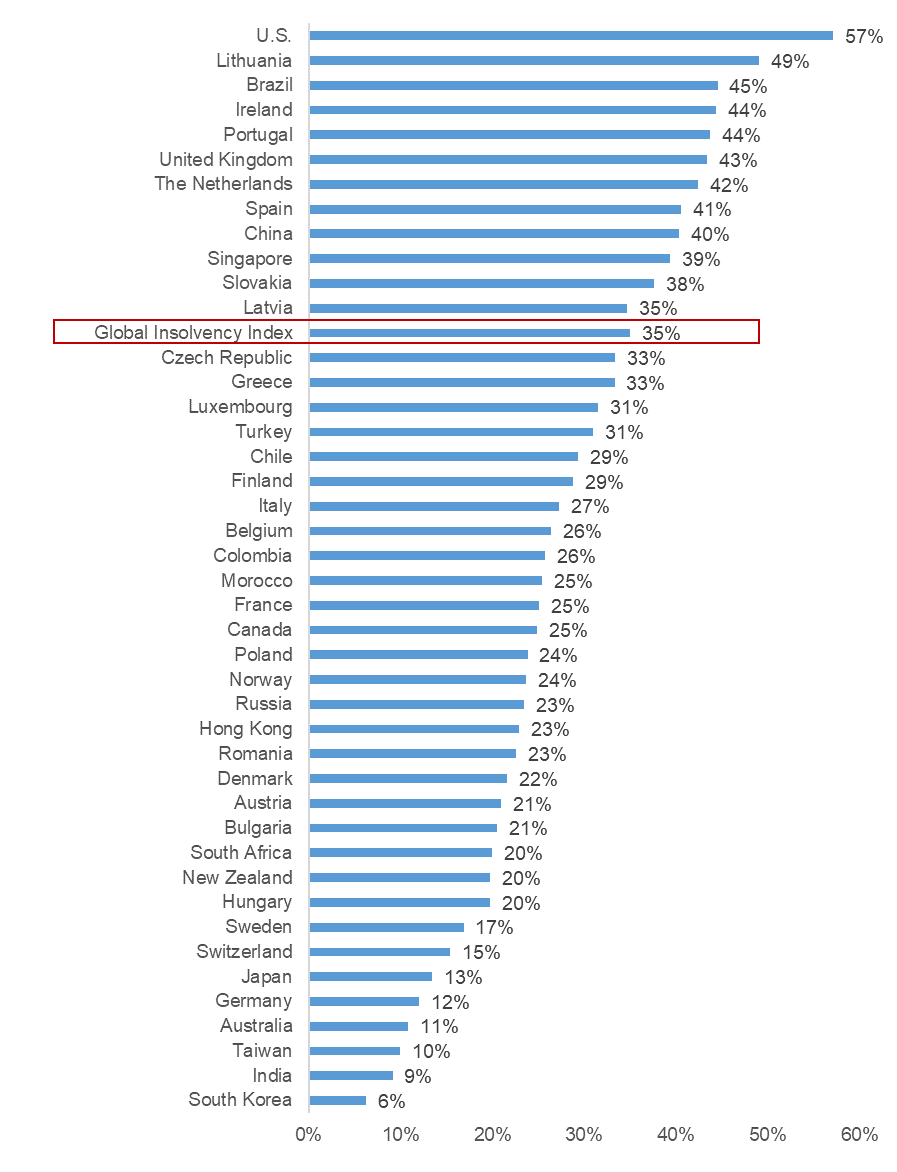 U.S. 57%
Lithuania 49%
Brazil 45%
Ireland 44%
Portugal 44%
United Kingdom 43%
The Netherlands 42%
Spain 41%
China 40%
Singapore 39%
Slovakia 38%
Latvia 35%
Global Insolvency Index 35%
Czech Republic 33%
Greece 33%
Luxembourg 31%
Turkey 31%
Chile 29%
Finland 29%
Italy 27%
Belgium 26%
Colombia 26%
Morocco 25%
France 25%
Canada 25%
Poland 24%
Norway 24%
Russia 23%
Hong Kong 23%
Romania 23%
Denmark 22%
Austria 21%
Bulgaria 21%
South Africa 20%
New Zealand 20%
Hungary 20%
Sweden 17%
Switzerland 15%
Japan 13%
Germany 12%
Australia 11%
Taiwan 10%
India 9%
South Korea 6%
0% 10% 20% 30% 40% 50% 60%